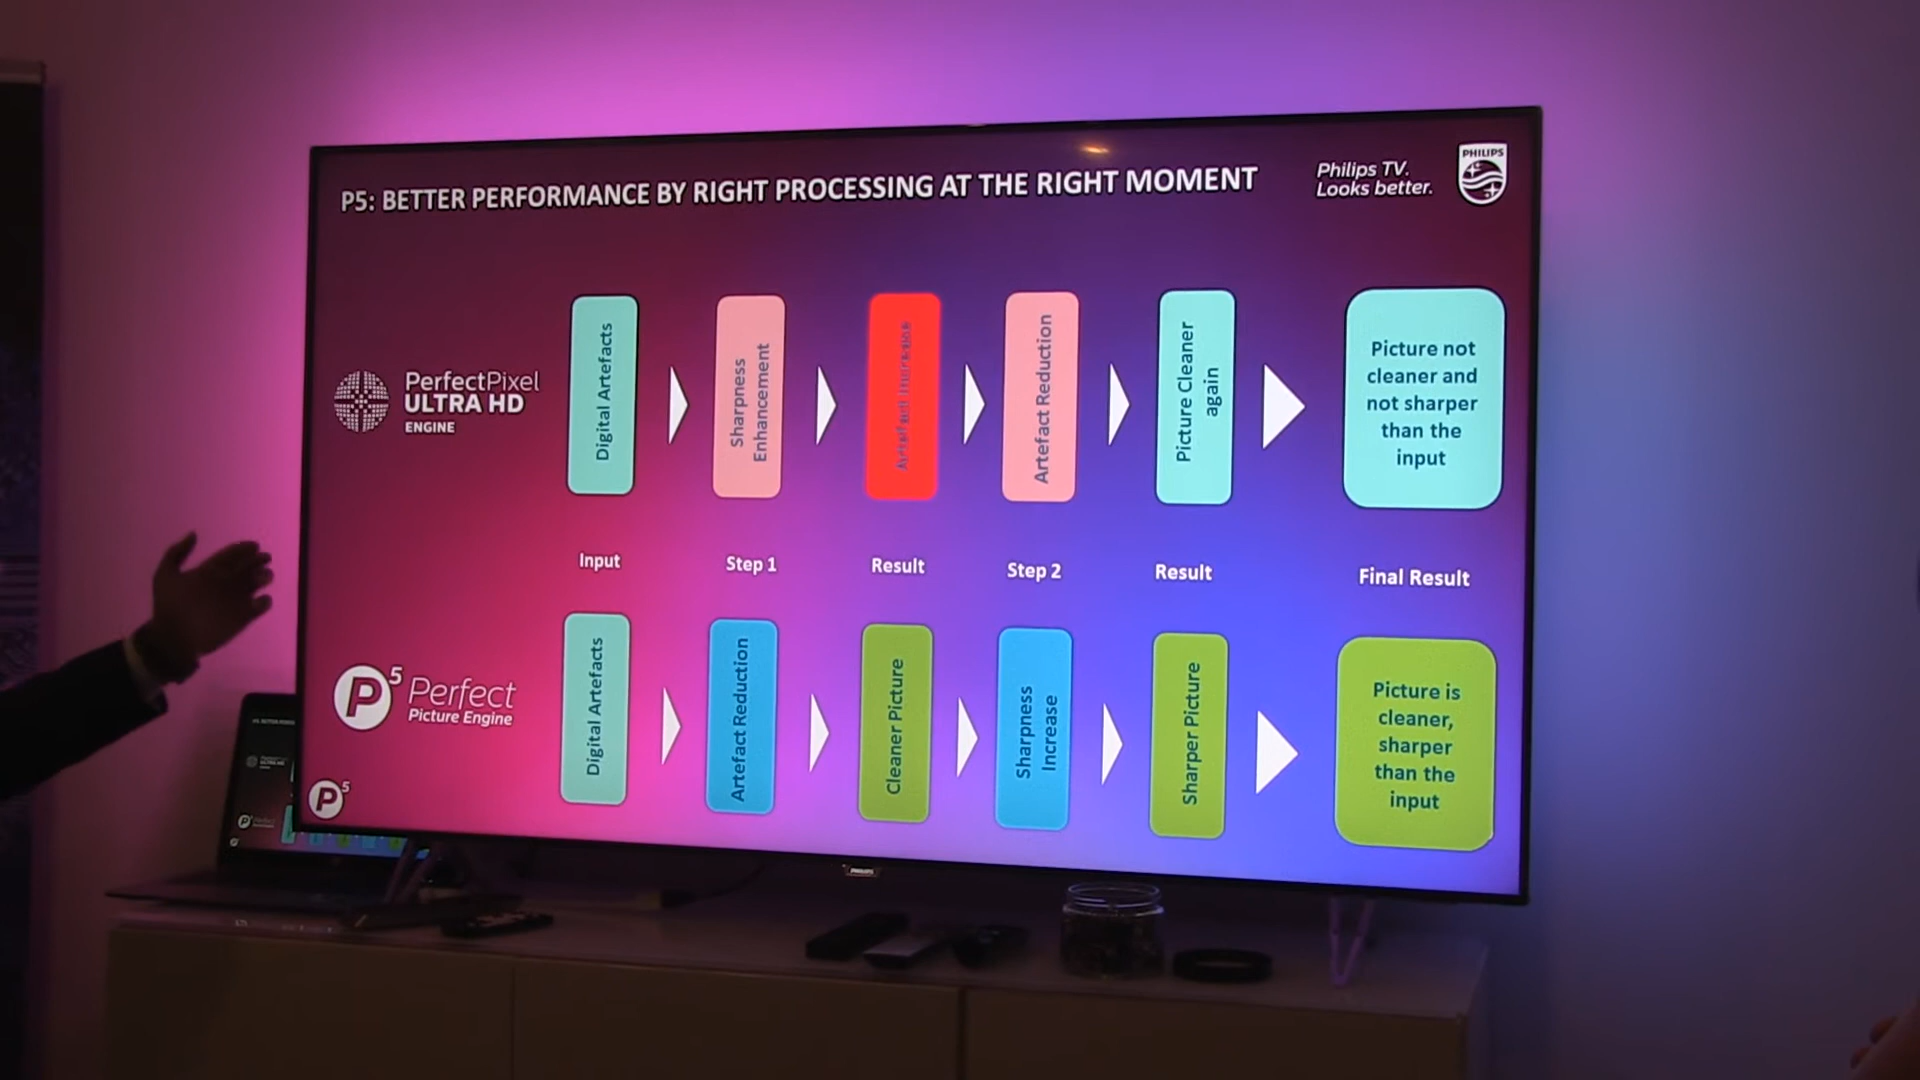 P5: BETTER PERFORMANCE BY RIGHT PROCESSING AT THE RIGHT MOMENT
Philips TV.
Looks better.
PHILIPS
PerfectPixel
ULTRA HD
ENGINE
Digital Artefacts
Sharpness
Enhancement
Artefact Increase
Artefact Reduction
Picture Cleaner
again
Picture not
cleaner and
not sharper
than the
input
Input
Step 1
Result
Step 2
Result
Final Result
P5 Perfect
Picture Engine
Digital Artefacts
Artefact Reduction
Cleaner Picture
Sharpness
Increase
Sharper Picture
Picture is
cleaner,
sharper
than the
input
P5
PHILIPS